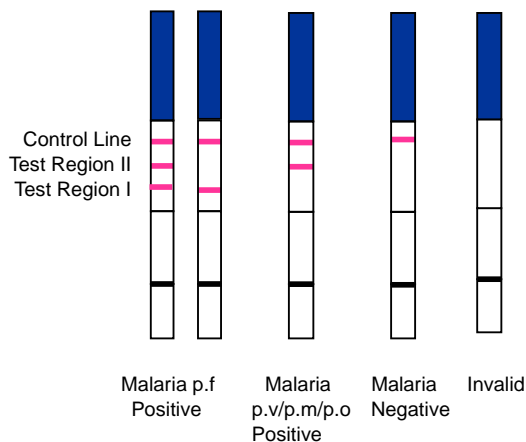 Control Line
Test Region II
Test Region I
Malaria p.f
Positive
Malaria
p.v/p.m/p.o
Positive
Malaria
Negative
Invalid